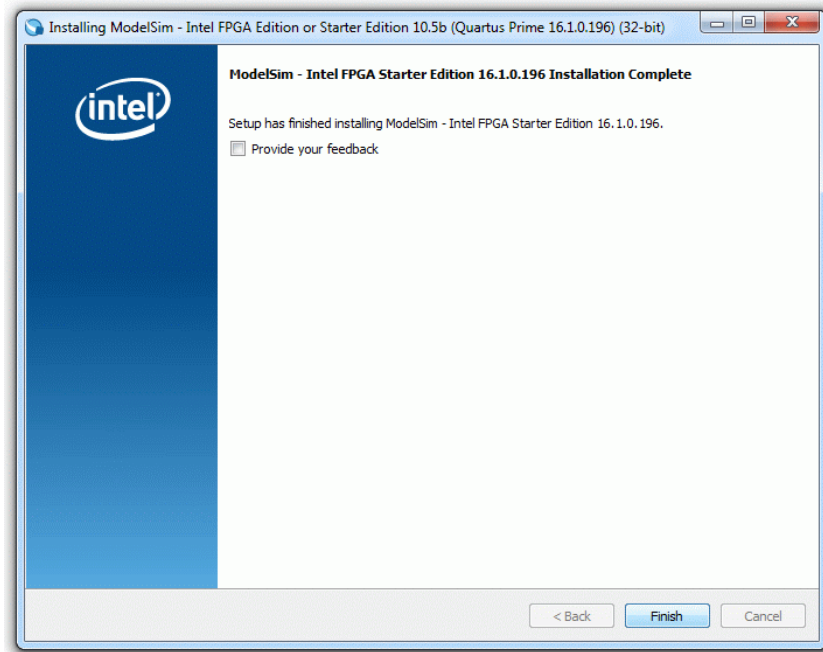 Installing ModelSim - Intel FPGA Edition or Starter Edition 10.5b (Quartus Prime 16.1.0.196) (32-bit)
intel
ModelSim - Intel FPGA Starter Edition 16.1.0.196 Installation Complete
Setup has finished installing ModelSim - Intel FPGA Starter Edition 16.1.0.196.
Provide your feedback
< Back Finish Cancel